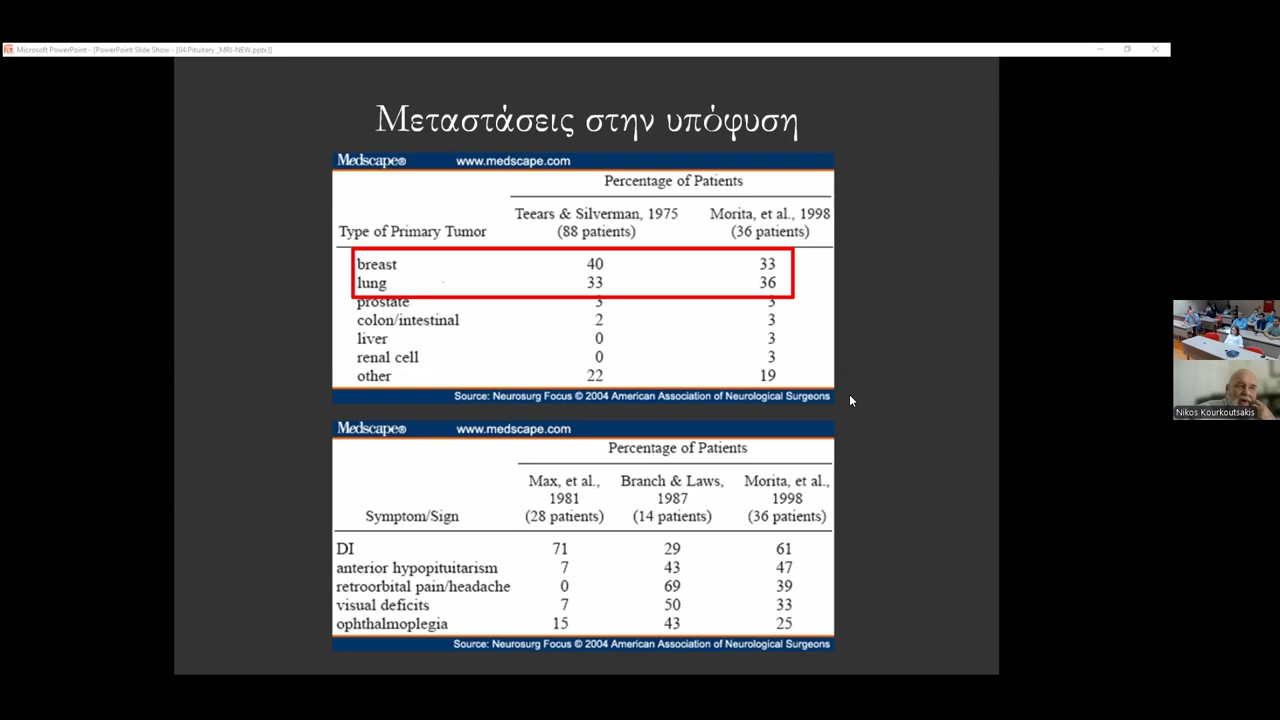 Microsoft PowerPoint - [PowerPoint Slide Show - [04.Pituitary _MRI-NEW.pptx]]
Μεταστάσεις στην υπόφυση
Medscape® www.medscape.com
Percentage of Patients
Teears & Silverman, 1975 Morita, et al., 1998
Type of Primary Tumor (88 patients) (36 patients)
breast 40 33
lung 33 36
prostate 3 3
colon/intestinal 2 3
liver 0 3
renal cell 0 3
other 22 19
Source: Neurosurg Focus © 2004 American Association of Neurological Surgeons
Medscape® www.medscape.com
Percentage of Patients
Max, et al., Branch & Laws, Morita, et al.,
1981 1987 1998
Symptom/Sign (28 patients) (14 patients) (36 patients)
DI 71 29 61
anterior hypopituitarism 7 43 47
retroorbital pain/headache 0 69 39
visual deficits 7 50 33
ophthalmoplegia 15 43 25
Source: Neurosurg Focus © 2004 American Association of Neurological Surgeons
Nikos Kourkoutsakis